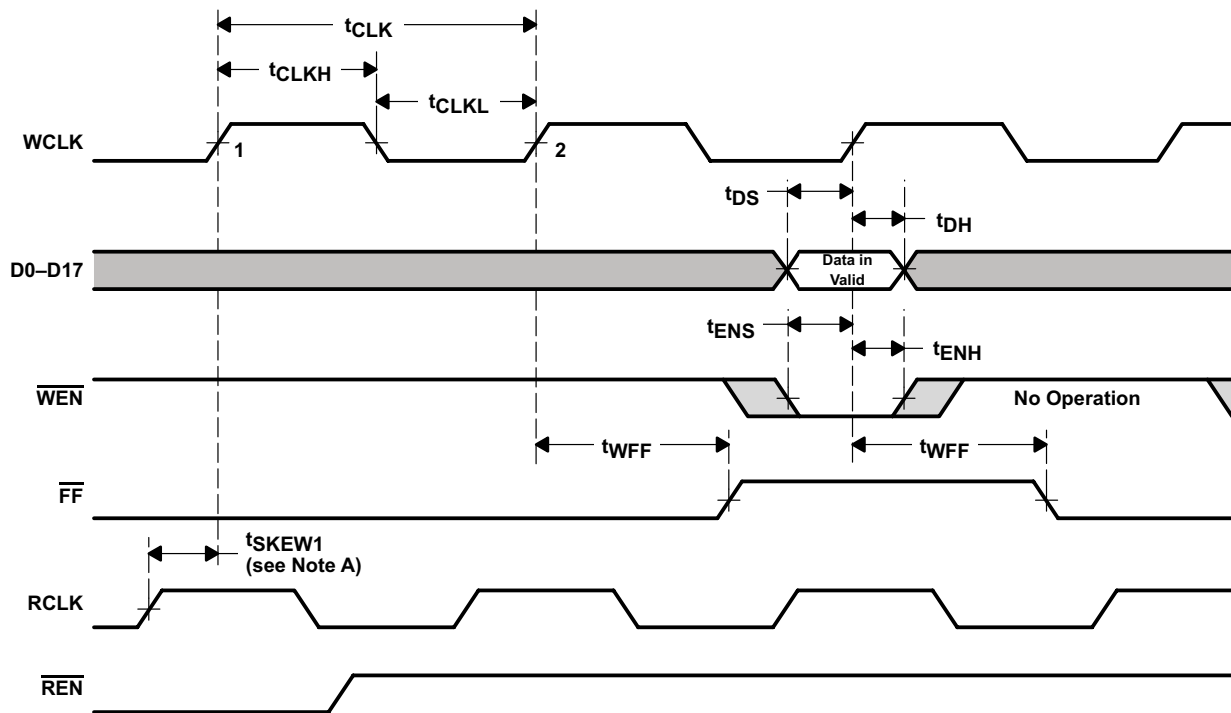 tCLK
tCLKH
tCLKL
WCLK
1
2
tDS
tDH
D0–D17
Data in
Valid
tENS
tENH
WEN
No Operation
tWFF
tWFF
FF
tSKEW1
(see Note A)
RCLK
REN